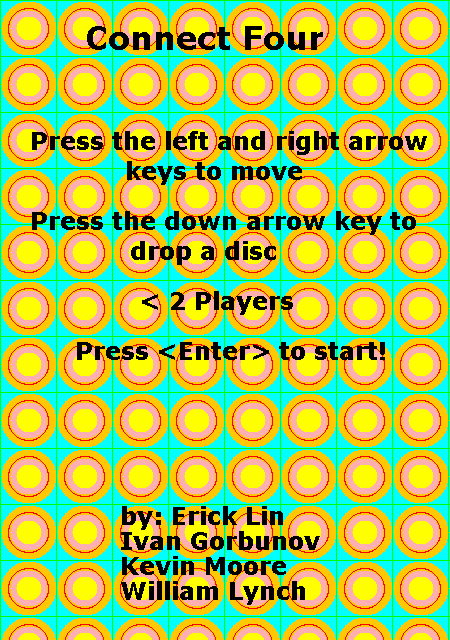 Connect Four
Press the left and right arrow
keys to move
Press the down arrow key to
drop a disc
< 2 Players
Press <Enter> to start!
by: Erick Lin
Ivan Gorbunov
Kevin Moore
William Lynch